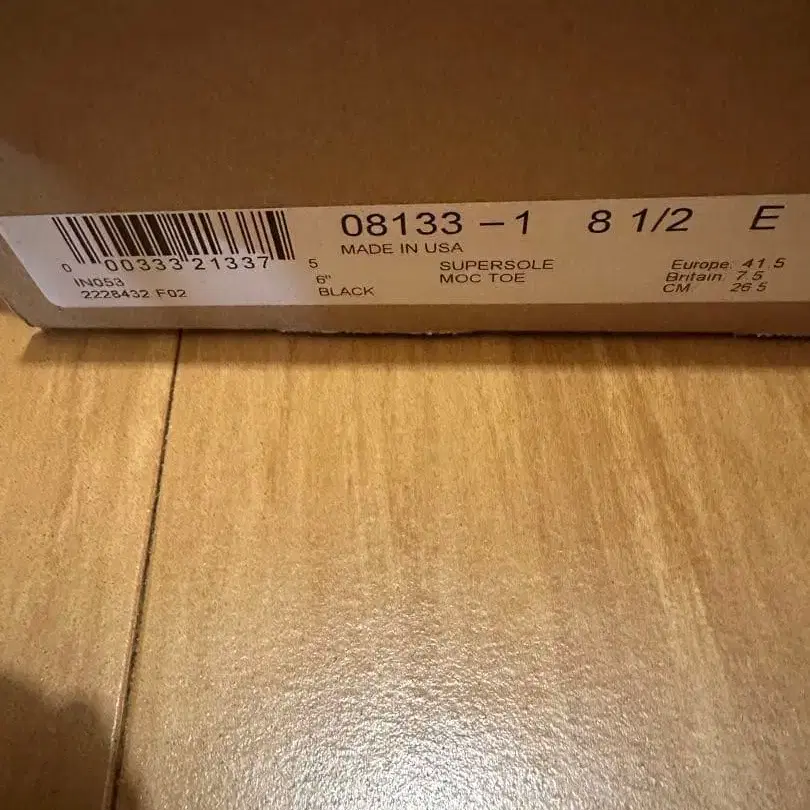 08133 – 1 8 1/2 E
MADE IN USA
0 00333 21337 5
IN053
2228432 F02
6" SUPERSOLE
BLACK MOC TOE
Europe: 41.5
Britain: 7.5
CM: 26.5